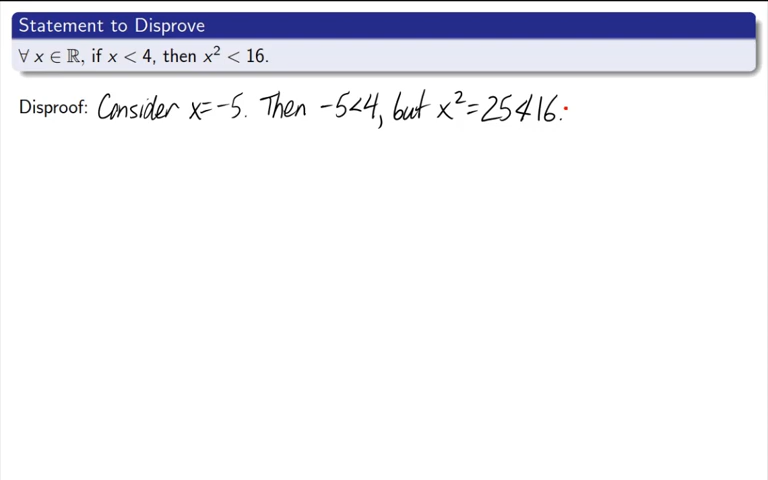 Statement to Disprove
∀ x ∈ ℝ, if x < 4, then x² < 16.
Disproof: Consider x=-5. Then -5<4, but x²=25≮16.